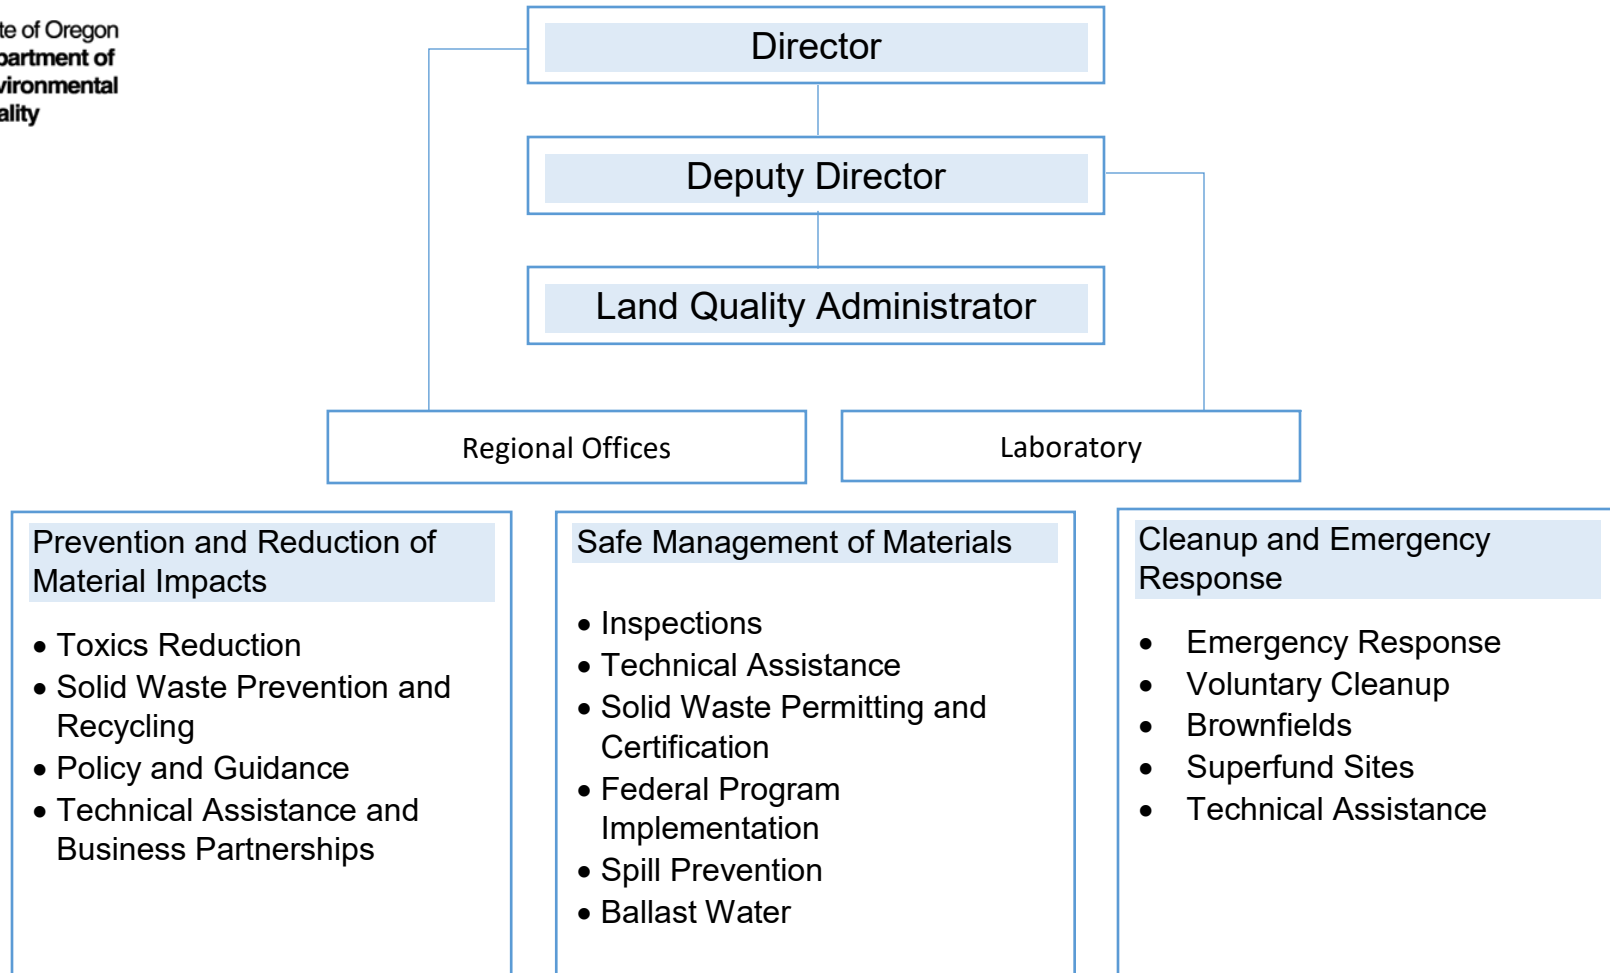 te of Oregon
partment of
vironmental
ality
Director
Deputy Director
Land Quality Administrator
Regional Offices
Laboratory
Prevention and Reduction of
Material Impacts
• Toxics Reduction
• Solid Waste Prevention and
Recycling
• Policy and Guidance
• Technical Assistance and
Business Partnerships
Safe Management of Materials
• Inspections
• Technical Assistance
• Solid Waste Permitting and
Certification
• Federal Program
Implementation
• Spill Prevention
• Ballast Water
Cleanup and Emergency
Response
• Emergency Response
• Voluntary Cleanup
• Brownfields
• Superfund Sites
• Technical Assistance